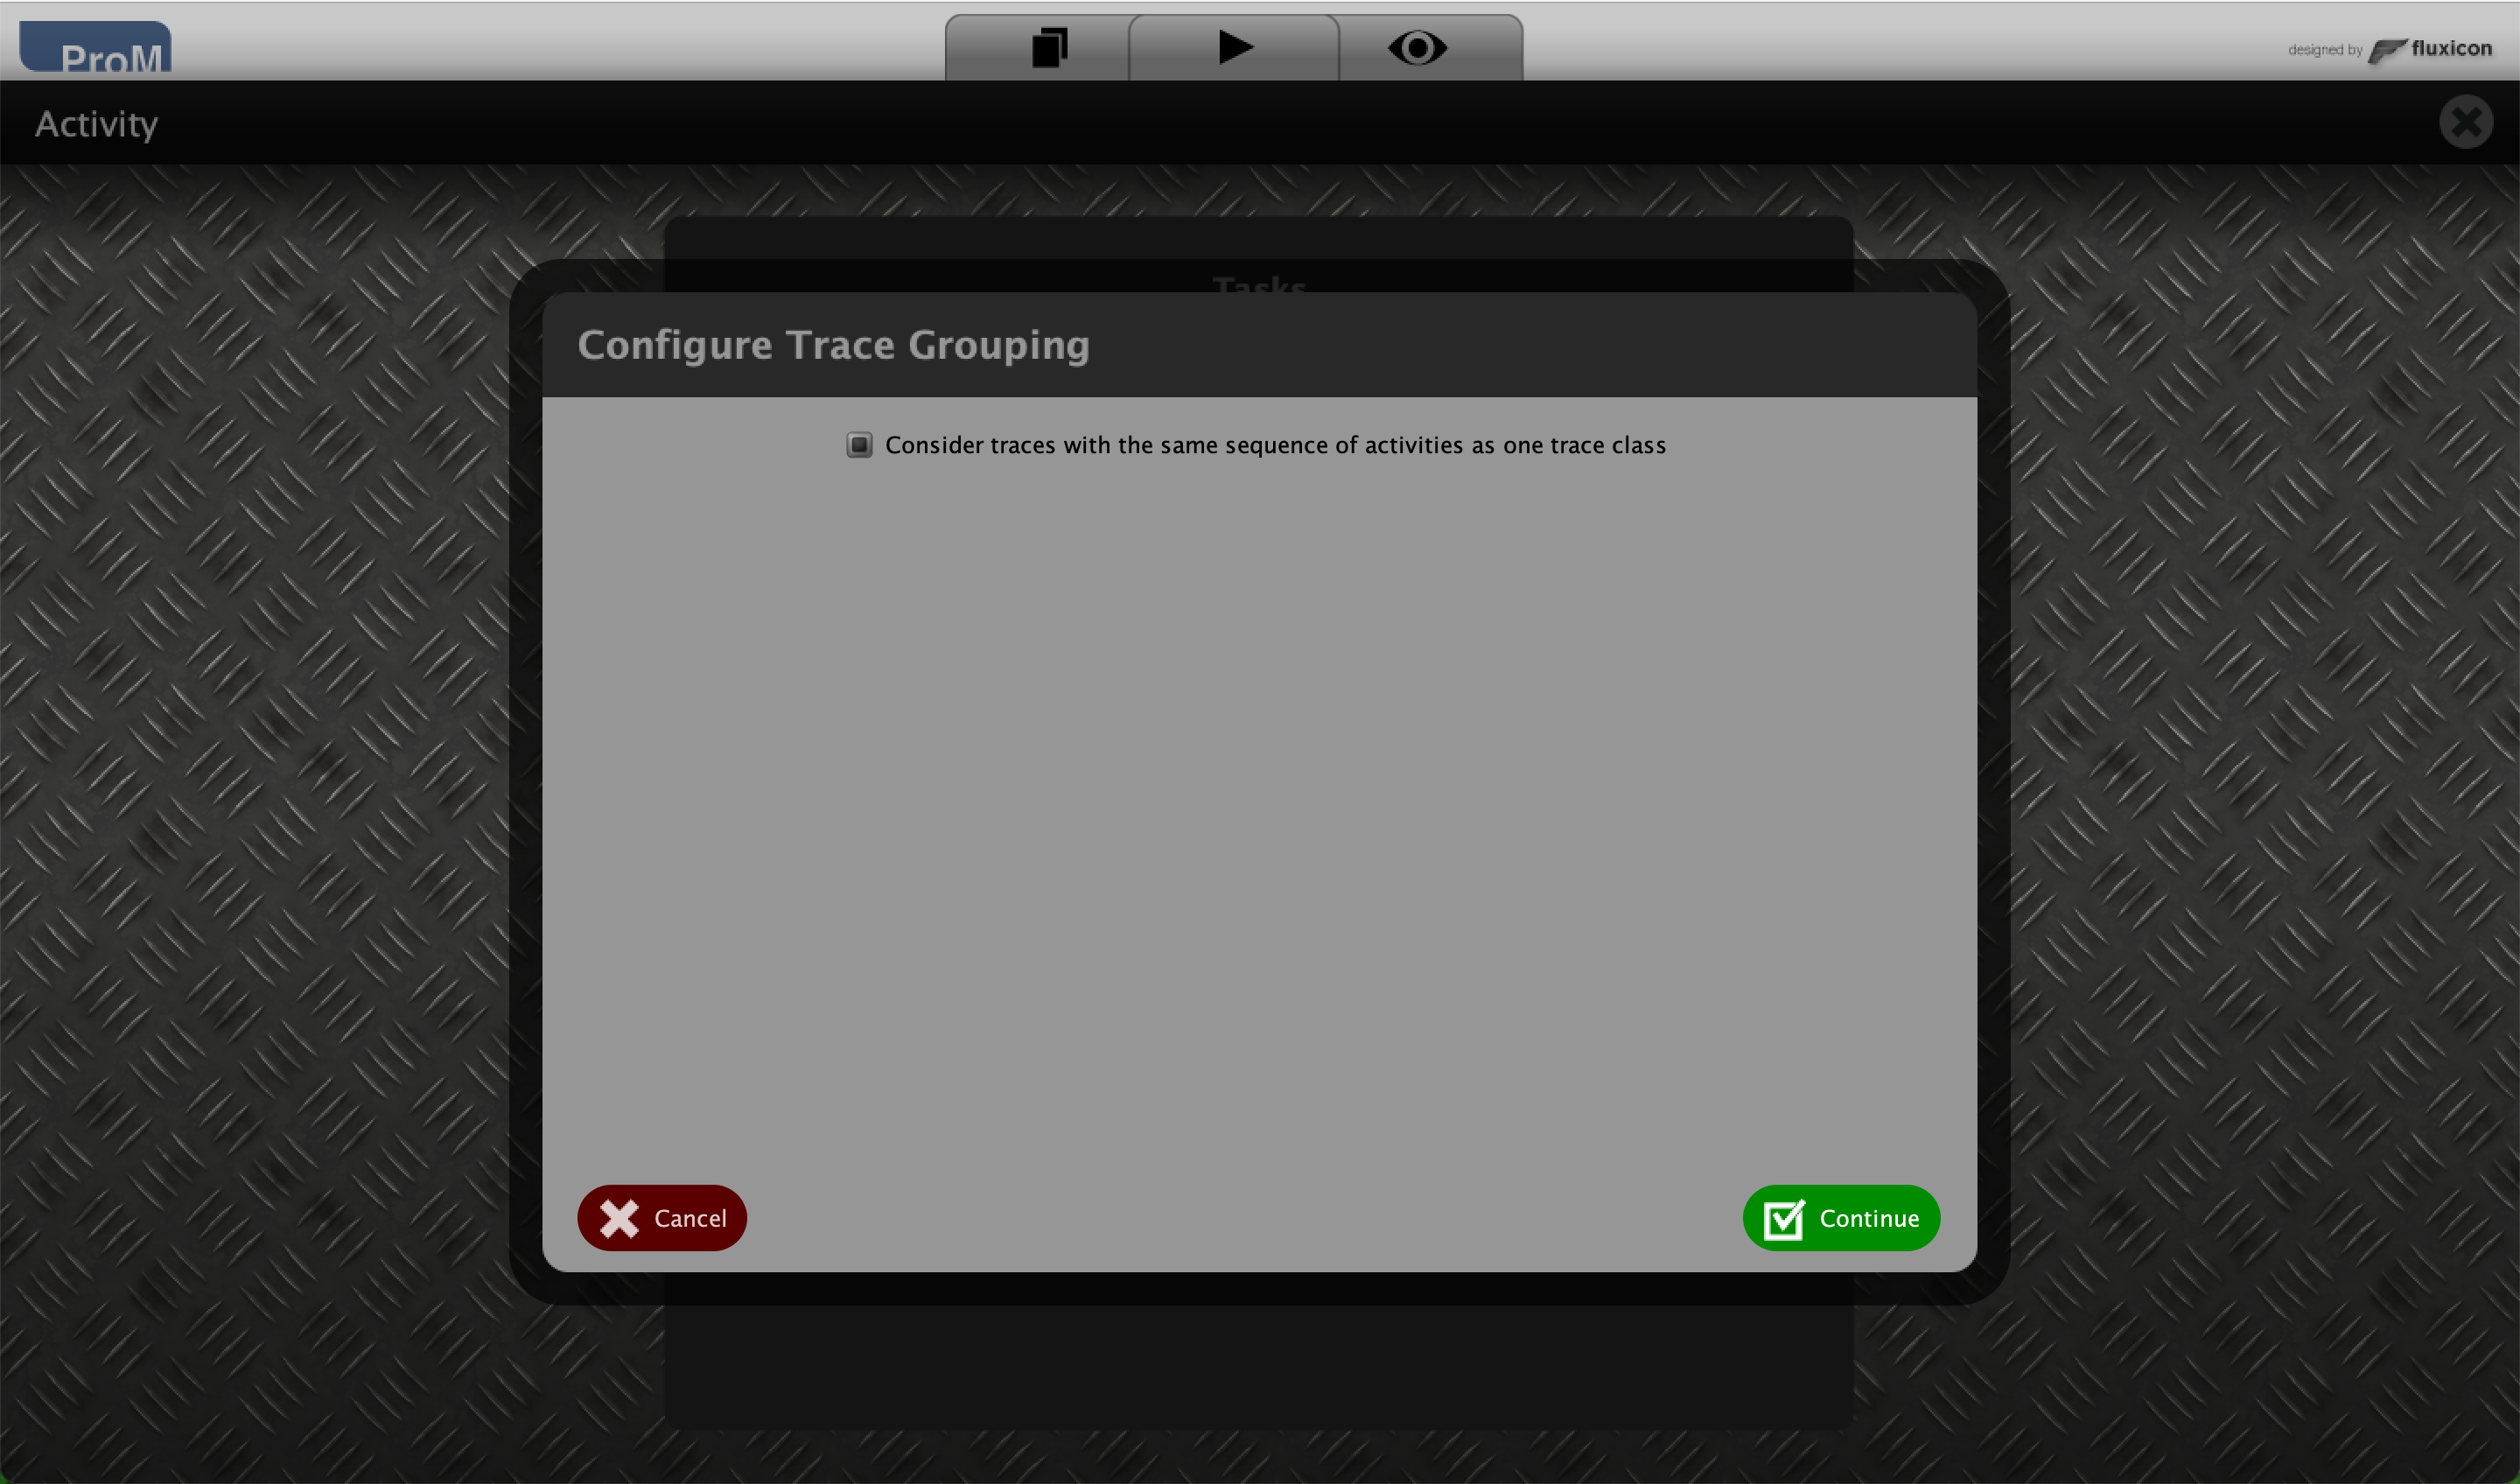 ProM
designed by fluxicon
Activity
Tasks
Configure Trace Grouping
Consider traces with the same sequence of activities as one trace class
Cancel
Continue